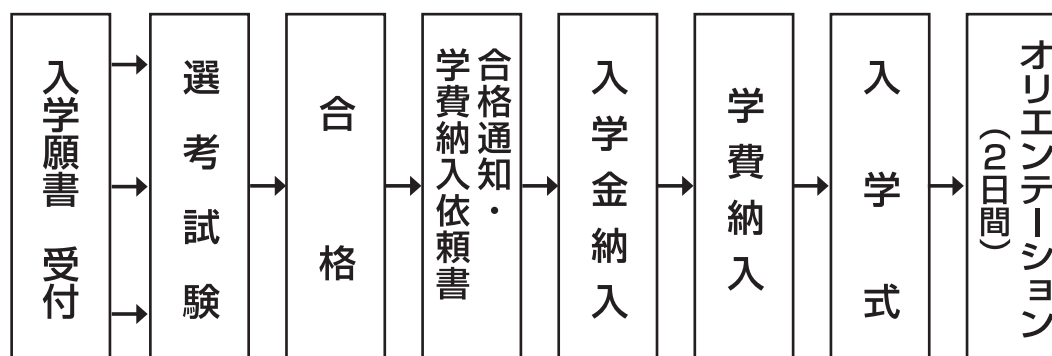 入学願書 受付
選考試験
合格
合格通知・
学費納入依頼書
入学金納入
学費納入
入学式
オリエンテーション
（2日間）